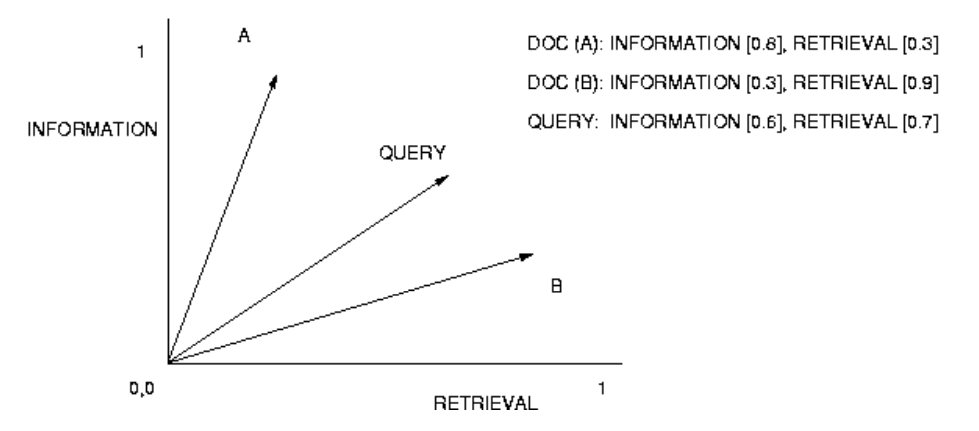 A
1
INFORMATION
QUERY
B
0,0
1
RETRIEVAL
DOC (A): INFORMATION [0.8], RETRIEVAL [0.3]
DOC (B): INFORMATION [0.3], RETRIEVAL [0.9]
QUERY: INFORMATION [0.6], RETRIEVAL [0.7]